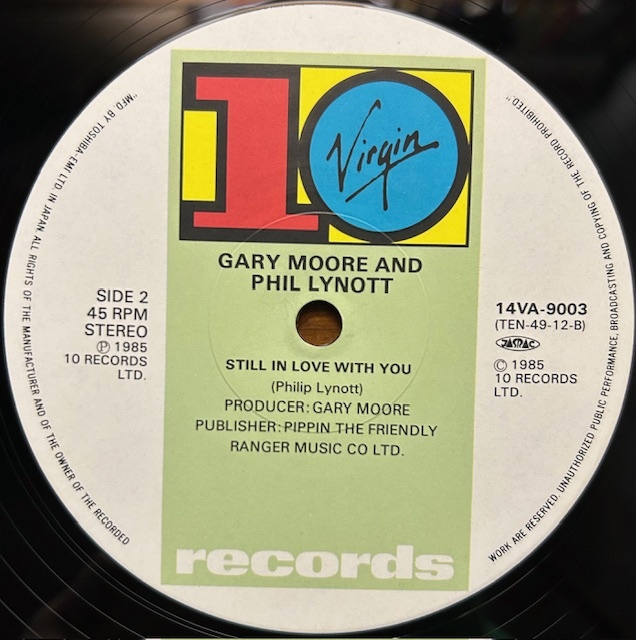 10
Virgin
GARY MOORE AND
PHIL LYNOTT
SIDE 2
45 RPM
STEREO
℗ 1985
10 RECORDS
LTD.
14VA-9003
(TEN-49-12-B)
JASRAC
© 1985
10 RECORDS
LTD.
STILL IN LOVE WITH YOU
(Philip Lynott)
PRODUCER: GARY MOORE
PUBLISHER: PIPPIN THE FRIENDLY
RANGER MUSIC CO LTD.
records
"MFD. BY TOSHIBA-EMI LTD. IN JAPAN ALL RIGHTS OF THE MANUFACTURER AND OF THE OWNER OF THE RECORDED
WORK ARE RESERVED. UNAUTHORIZED PUBLIC PERFORMANCE, BROADCASTING AND COPYING OF THE RECORD PROHIBITED"